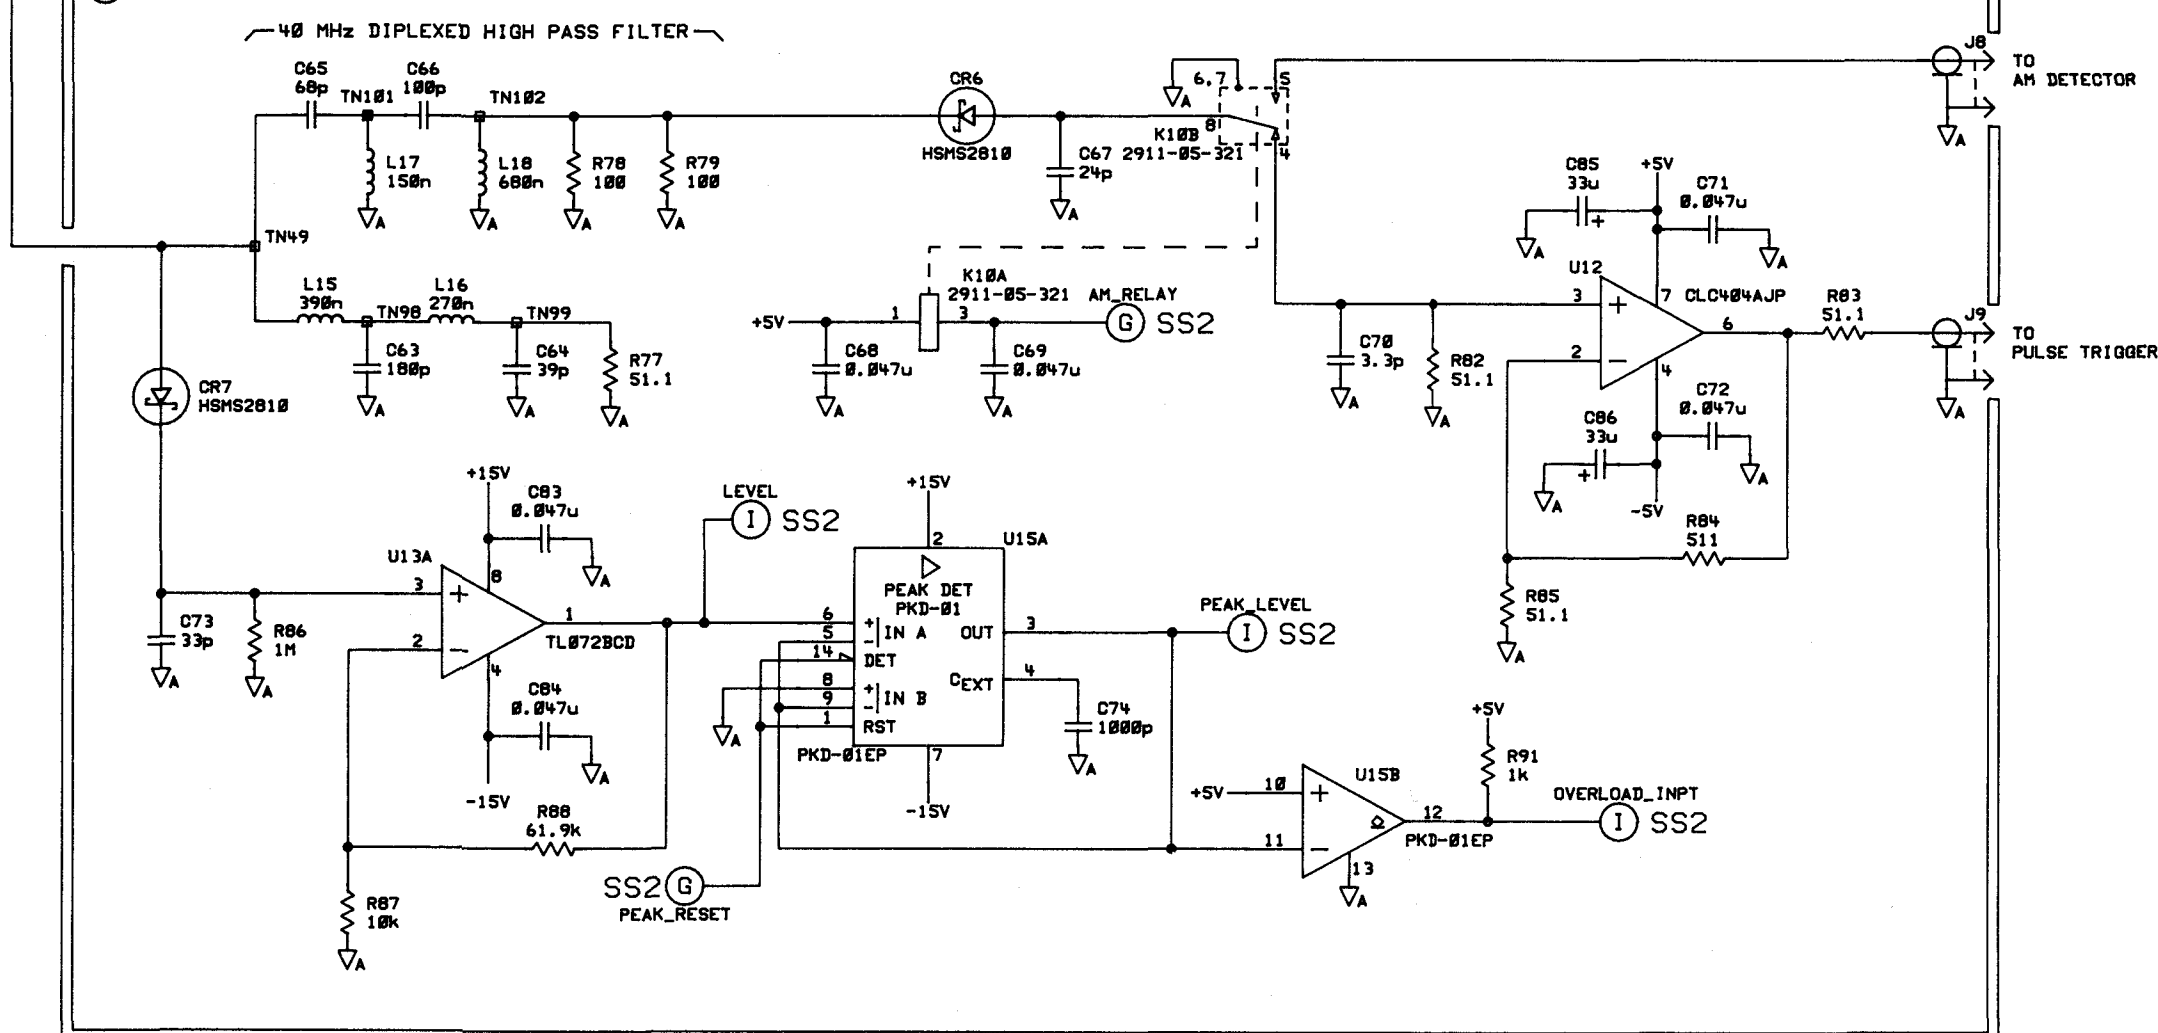 40 MHz DIPLEXED HIGH PASS FILTER
C65
68p
TN101
C66
100p
TN102
L17
150n
L18
680n
R78
100
R79
100
CR6
HSMS2810
C67
24p
6.7
5
8
4
K10B
2911-05-321
J8
TO
AM DETECTOR
A
A
A
A
A
A
A
TN49
L15
390n
TN98
L16
270n
TN99
C63
180p
C64
39p
R77
51.1
A
A
A
CR7
HSMS2810
K10A
2911-05-321
AM_RELAY
+5V
1
3
G
SS2
C68
0.047u
C69
0.047u
A
A
C85
33u
+
+5V
C71
0.047u
A
A
U12
CLC404AJP
3
+
7
2
-
4
6
R83
51.1
J9
TO
PULSE TRIGGER
A
C70
3.3p
R82
51.1
A
A
C72
0.047u
C86
33u
+
A
A
-5V
R84
511
R85
51.1
A
+15V
C83
0.047u
A
U13A
3
+
8
1
2
-
4
TL072BCD
C73
33p
R86
1M
A
A
C84
0.047u
A
-15V
R88
61.9k
R87
10k
A
LEVEL
I
SS2
+15V
2
U15A
PEAK DET
PKD-01
6
+
IN A
5
-
14
DET
8
+
IN B
9
-
1
RST
OUT
3
CEXT
4
A
PKD-01EP
7
-15V
C74
1000p
A
PEAK_LEVEL
I
SS2
SS2
G
PEAK_RESET
+5V
R91
1k
U15B
+5V
10
+
11
-
12
13
A
PKD-01EP
OVERLOAD_INPT
I
SS2